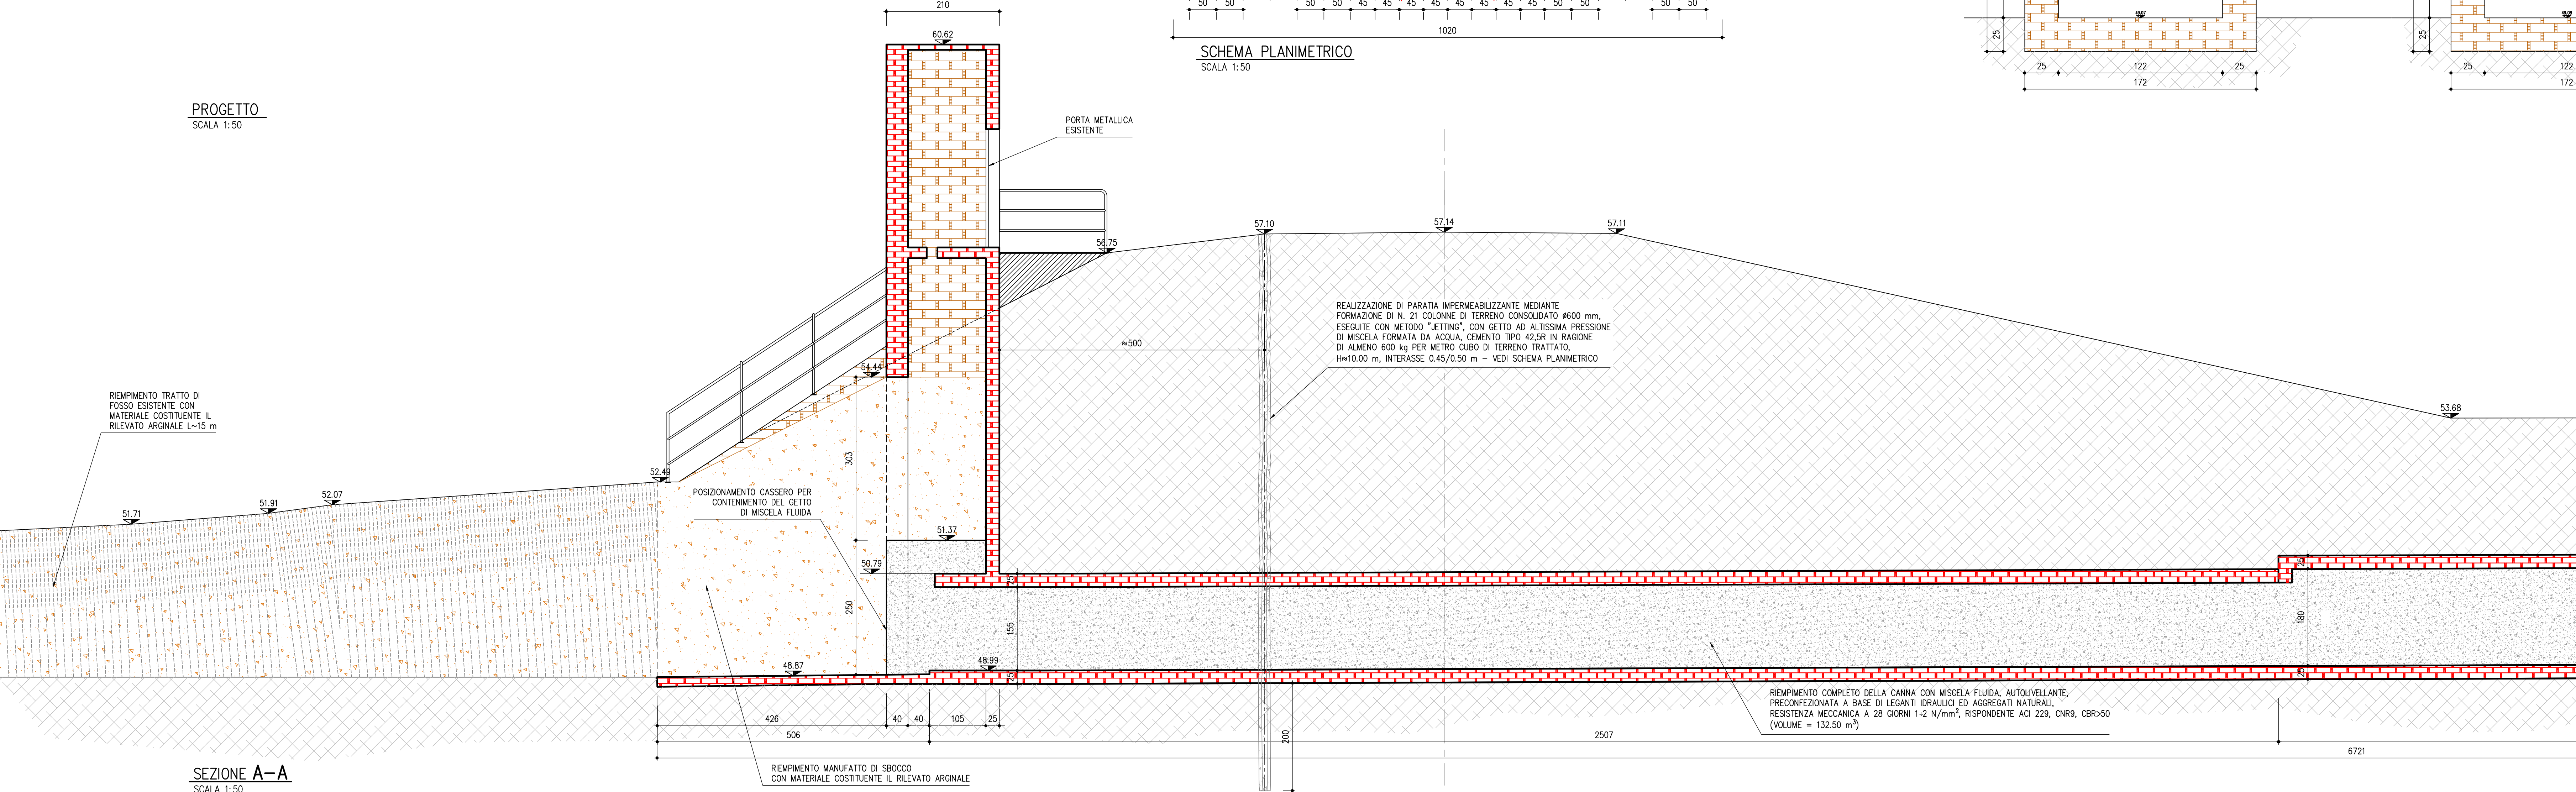 210
50 50 50 50 45 45 45 45 45 45 45 45 50 50 50 50
1020
SCHEMA PLANIMETRICO
SCALA 1:50
60.62
49.07
49.08
25
25
25 122 25
172
25 122
172
PROGETTO
SCALA 1:50
PORTA METALLICA
ESISTENTE
56.75
57.10
57.14
57.11
REALIZZAZIONE DI PARATIA IMPERMEABILIZZANTE MEDIANTE
FORMAZIONE DI N. 21 COLONNE DI TERRENO CONSOLIDATO ø600 mm,
ESEGUITE CON METODO "JETTING", CON GETTO AD ALTISSIMA PRESSIONE
DI MISCELA FORMATA DA ACQUA, CEMENTO TIPO 42,5R IN RAGIONE
DI ALMENO 600 kg PER METRO CUBO DI TERRENO TRATTATO,
H≈10.00 m, INTERASSE 0.45/0.50 m – VEDI SCHEMA PLANIMETRICO
≈500
54.44
53.68
RIEMPIMENTO TRATTO DI
FOSSO ESISTENTE CON
MATERIALE COSTITUENTE IL
RILEVATO ARGINALE L~15 m
303
52.49
52.07
51.91
51.71
POSIZIONAMENTO CASSERO PER
CONTENIMENTO DEL GETTO
DI MISCELA FLUIDA
51.37
50.79
25
25
250
155
180
48.87
48.99
25
25
RIEMPIMENTO COMPLETO DELLA CANNA CON MISCELA FLUIDA, AUTOLIVELLANTE,
PRECONFEZIONATA A BASE DI LEGANTI IDRAULICI ED AGGREGATI NATURALI,
RESISTENZA MECCANICA A 28 GIORNI 1÷2 N/mm², RISPONDENTE ACI 229, CNR9, CBR>50
(VOLUME = 132.50 m³)
426 40 40 105 25
506
200
2507
6721
RIEMPIMENTO MANUFATTO DI SBOCCO
CON MATERIALE COSTITUENTE IL RILEVATO ARGINALE
SEZIONE A–A
SCALA 1:50